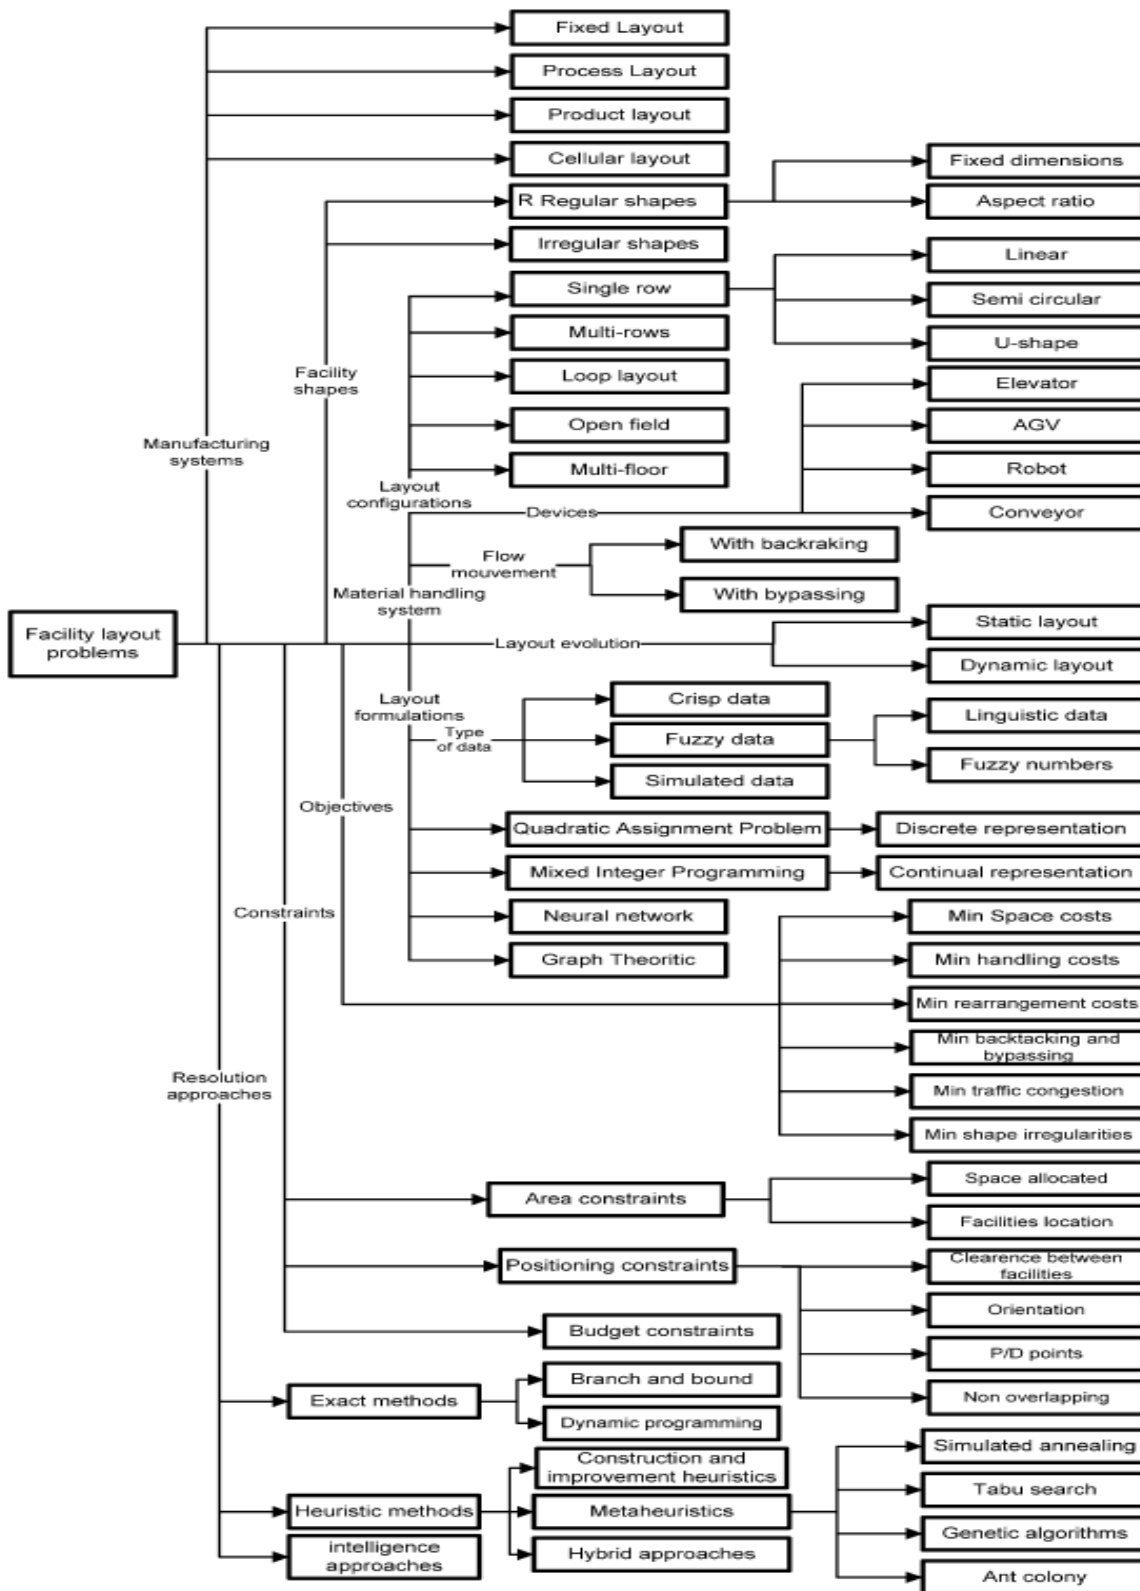 Fixed Layout
Process Layout
Product layout
Cellular layout
Fixed dimensions
R Regular shapes
Aspect ratio
Irregular shapes
Linear
Single row
Semi circular
Multi-rows
U-shape
Facility
shapes
Loop layout
Elevator
Open field
AGV
Manufacturing
systems
Multi-floor
Robot
Layout
configurations
Devices
Conveyor
With backraking
Flow
mouvement
With bypassing
Material handling
system
Static layout
Facility layout
problems
Layout evolution
Dynamic layout
Crisp data
Layout
formulations
Linguistic data
Type
of data
Fuzzy data
Fuzzy numbers
Simulated data
Objectives
Quadratic Assignment Problem
Discrete representation
Mixed Integer Programming
Continual representation
Constraints
Neural network
Min Space costs
Graph Theoritic
Min handling costs
Min rearrangement costs
Min backtacking and
bypassing
Resolution
approaches
Min traffic congestion
Min shape irregularities
Space allocated
Area constraints
Facilities location
Positioning constraints
Clearence between
facilities
Orientation
Budget constraints
P/D points
Branch and bound
Exact methods
Non overlapping
Dynamic programming
Simulated annealing
Construction and
improvement heuristics
Tabu search
Heuristic methods
Metaheuristics
Genetic algorithms
intelligence
approaches
Hybrid approaches
Ant colony